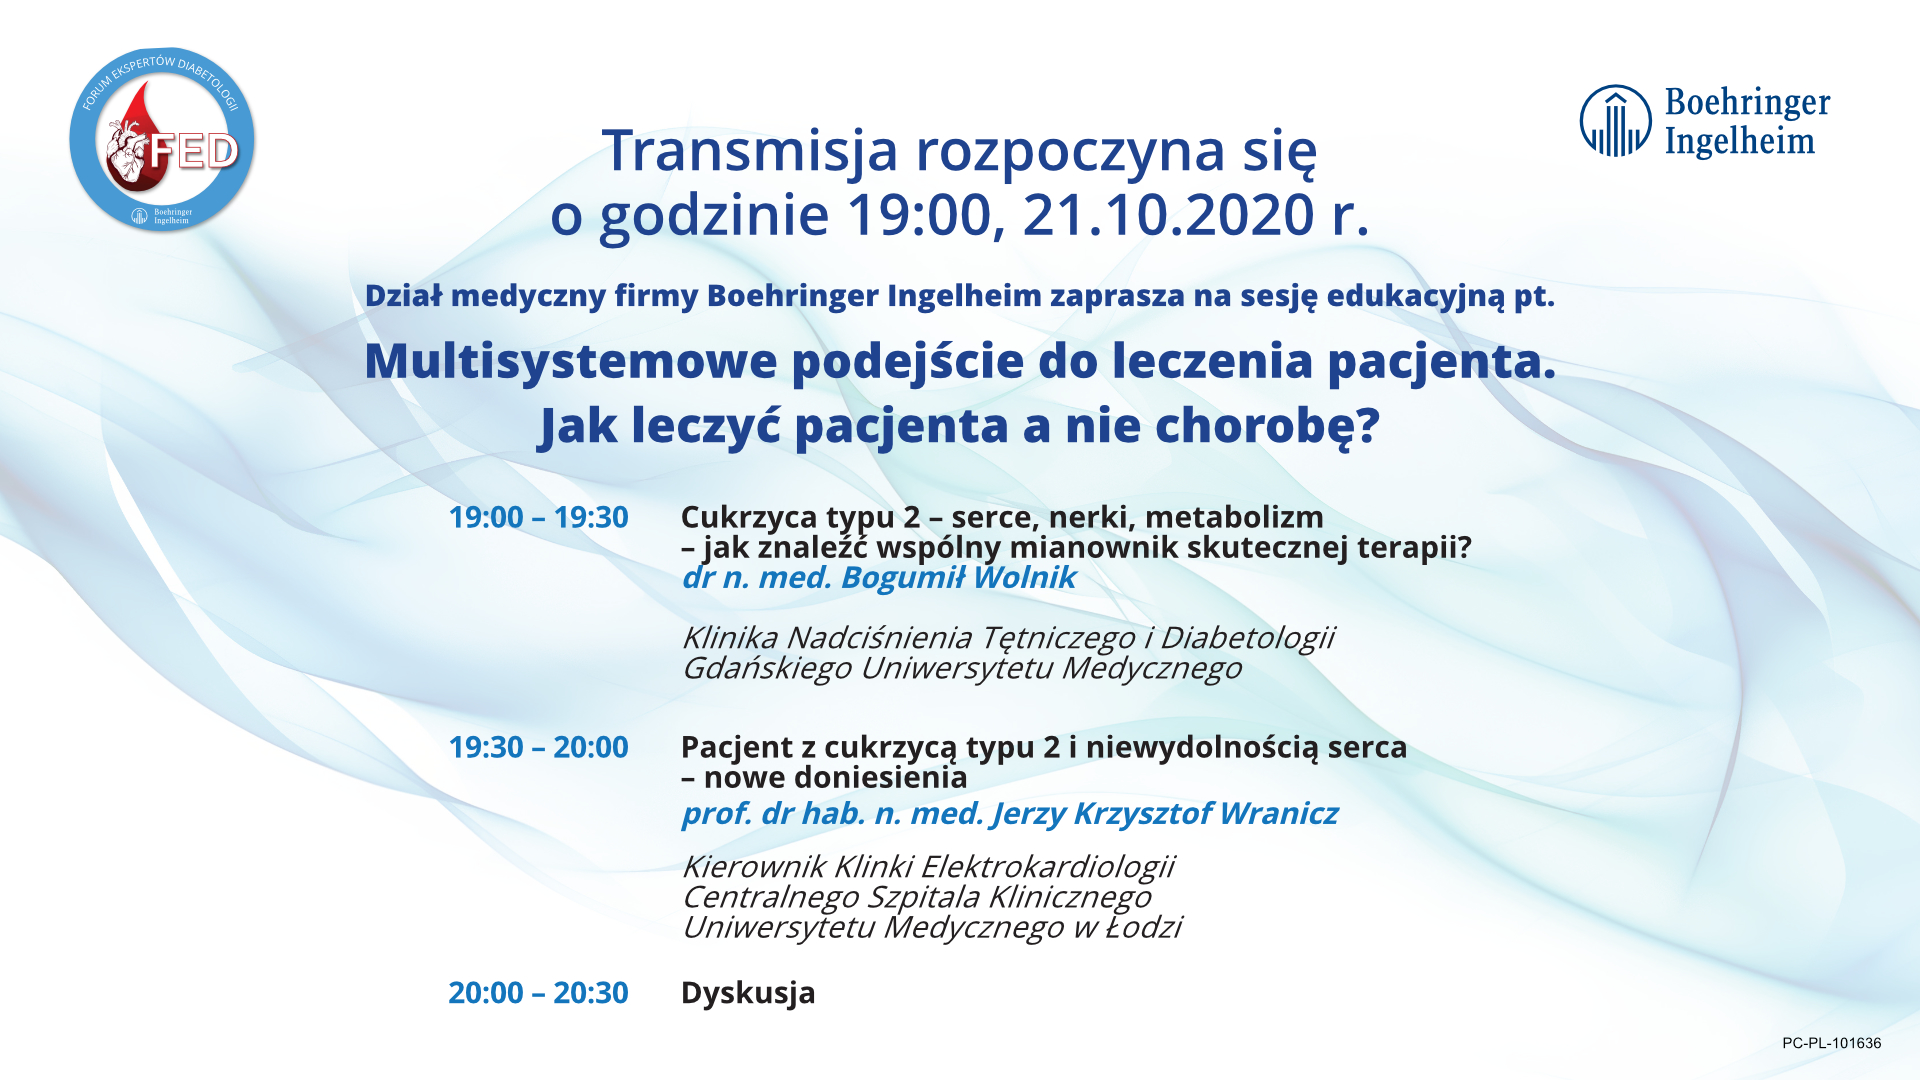 FORUM EKSPERTÓW DIABETOLOGII
FED
Boehringer
Ingelheim
Boehringer
Ingelheim
Transmisja rozpoczyna się
o godzinie 19:00, 21.10.2020 r.
Dział medyczny firmy Boehringer Ingelheim zaprasza na sesję edukacyjną pt.
Multisystemowe podejście do leczenia pacjenta.
Jak leczyć pacjenta a nie chorobę?
19:00 – 19:30 Cukrzyca typu 2 – serce, nerki, metabolizm
– jak znaleźć wspólny mianownik skutecznej terapii?
dr n. med. Bogumił Wolnik
Klinika Nadciśnienia Tętniczego i Diabetologii
Gdańskiego Uniwersytetu Medycznego
19:30 – 20:00 Pacjent z cukrzycą typu 2 i niewydolnością serca
– nowe doniesienia
prof. dr hab. n. med. Jerzy Krzysztof Wranicz
Kierownik Klinki Elektrokardiologii
Centralnego Szpitala Klinicznego
Uniwersytetu Medycznego w Łodzi
20:00 – 20:30 Dyskusja
PC-PL-101636